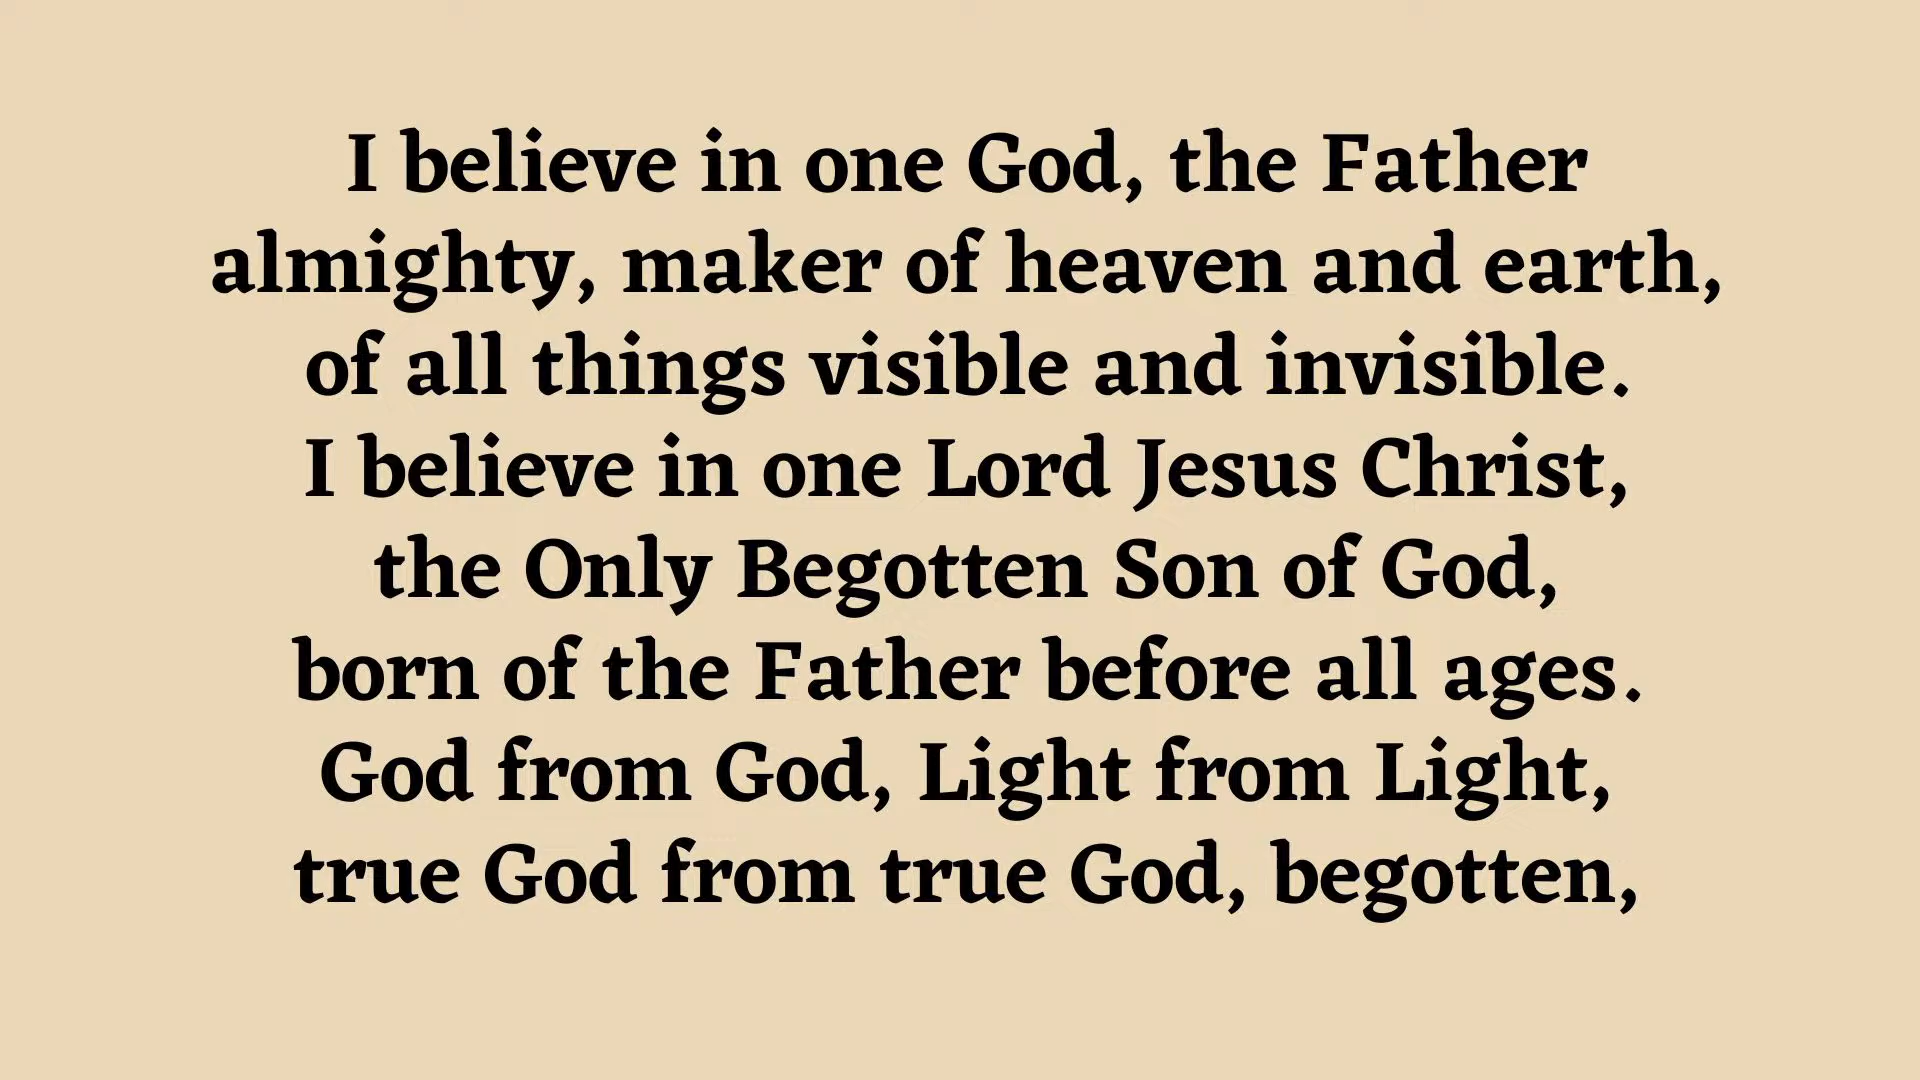 I believe in one God, the Father
almighty, maker of heaven and earth,
of all things visible and invisible.
I believe in one Lord Jesus Christ,
the Only Begotten Son of God,
born of the Father before all ages.
God from God, Light from Light,
true God from true God, begotten,